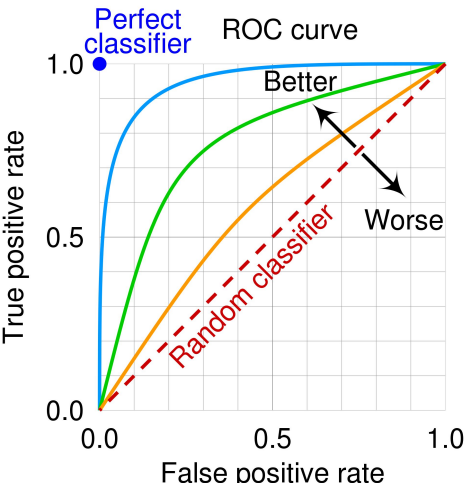 Perfect
classifier
ROC curve
1.0
Better
Worse
0.5
Random classifier
True positive rate
0.0
0.0
0.5
1.0
False positive rate